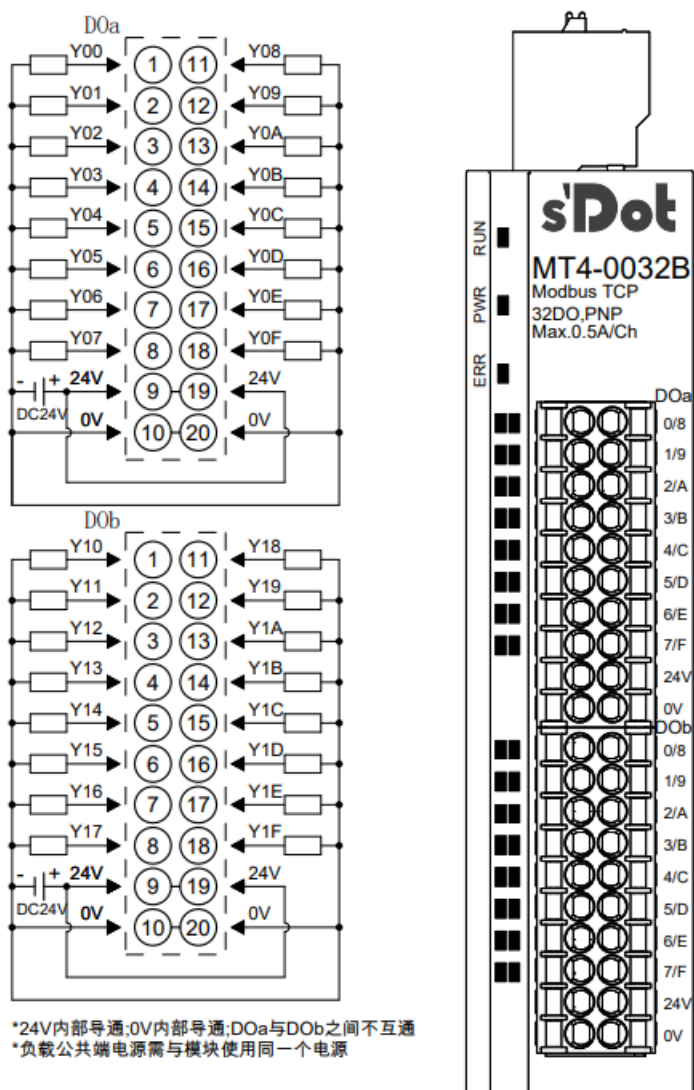 DOa
Y00 1 11 Y08
Y01 2 12 Y09
Y02 3 13 Y0A
Y03 4 14 Y0B
Y04 5 15 Y0C
Y05 6 16 Y0D
Y06 7 17 Y0E
Y07 8 18 Y0F
- + 24V 9 19 24V
DC24V
0V 10 20 0V
DOb
Y10 1 11 Y18
Y11 2 12 Y19
Y12 3 13 Y1A
Y13 4 14 Y1B
Y14 5 15 Y1C
Y15 6 16 Y1D
Y16 7 17 Y1E
Y17 8 18 Y1F
- + 24V 9 19 24V
DC24V
0V 10 20 0V
*24V内部导通;0V内部导通;DOa与DOb之间不互通
*负载公共端电源需与模块使用同一个电源
s'Dot
MT4-0032B
Modbus TCP
32DO,PNP
Max.0.5A/Ch
RUN
PWR
ERR
DOa
0/8
1/9
2/A
3/B
4/C
5/D
6/E
7/F
24V
0V
DOb
0/8
1/9
2/A
3/B
4/C
5/D
6/E
7/F
24V
0V